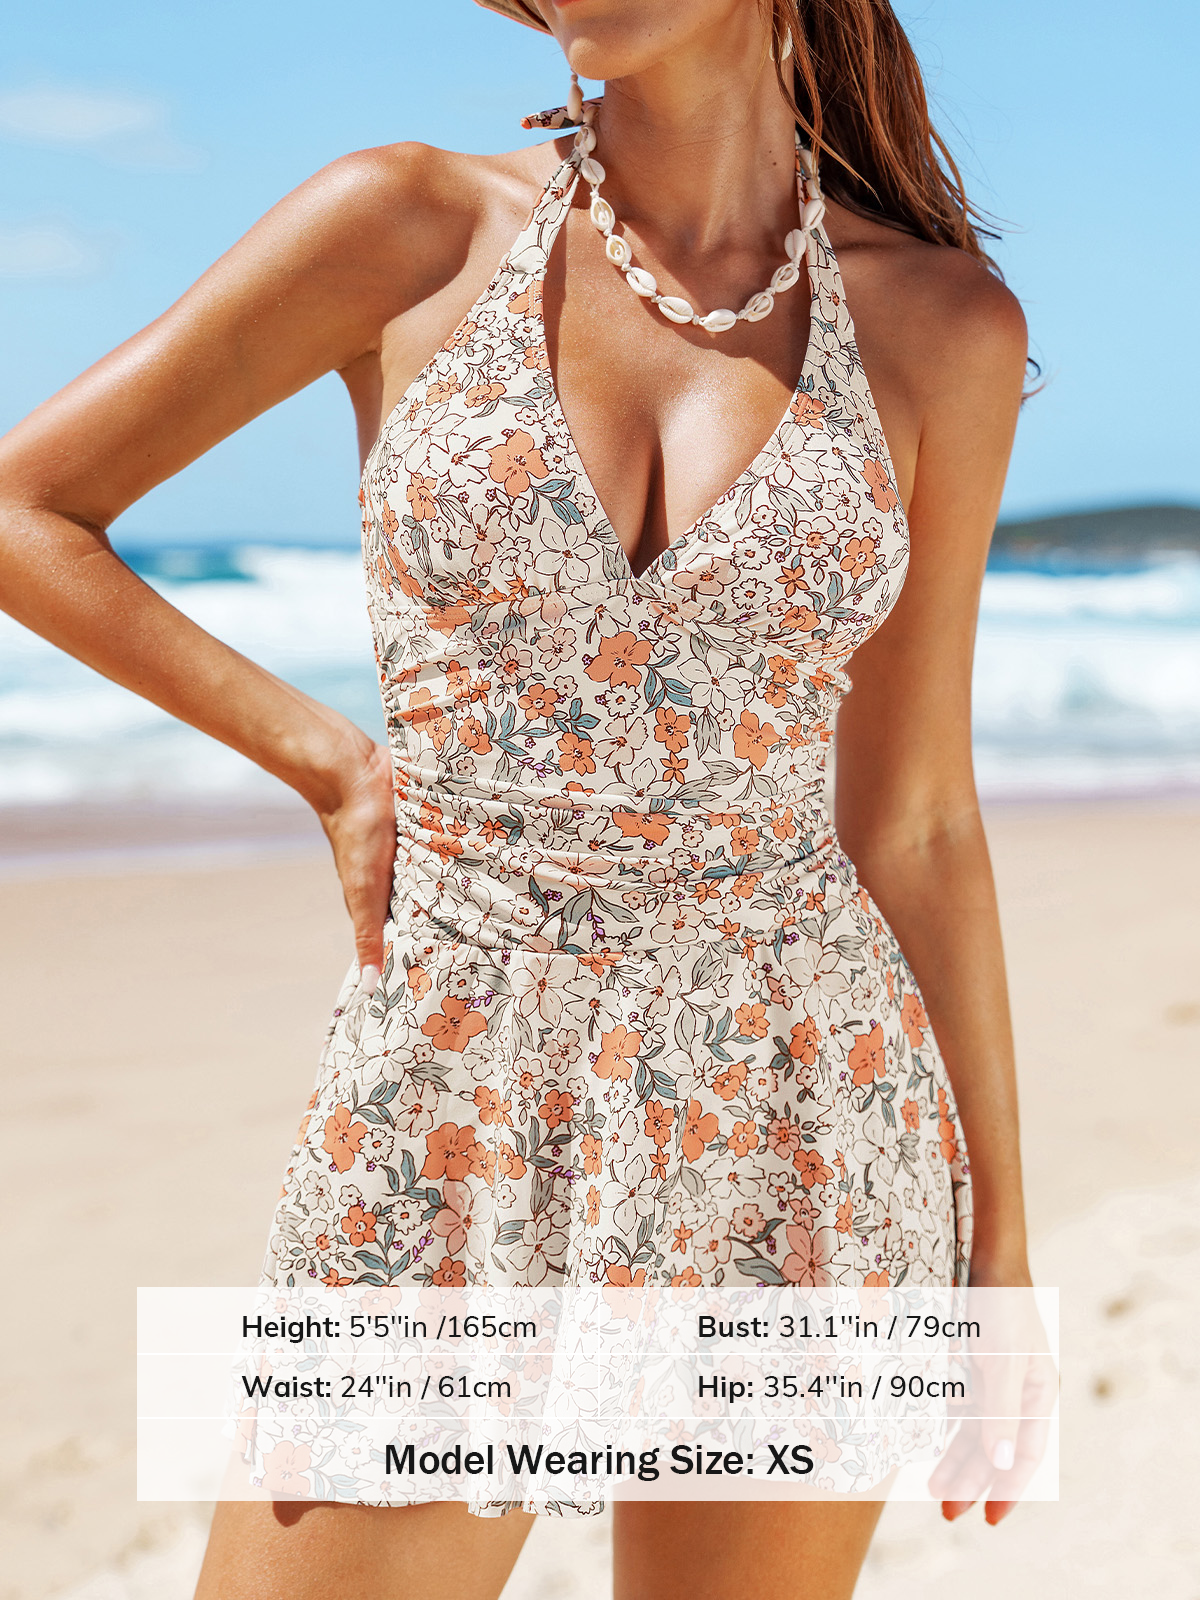 Height: 5'5"in /165cm
Bust: 31.1"in / 79cm
Waist: 24"in / 61cm
Hip: 35.4"in / 90cm
Model Wearing Size: XS